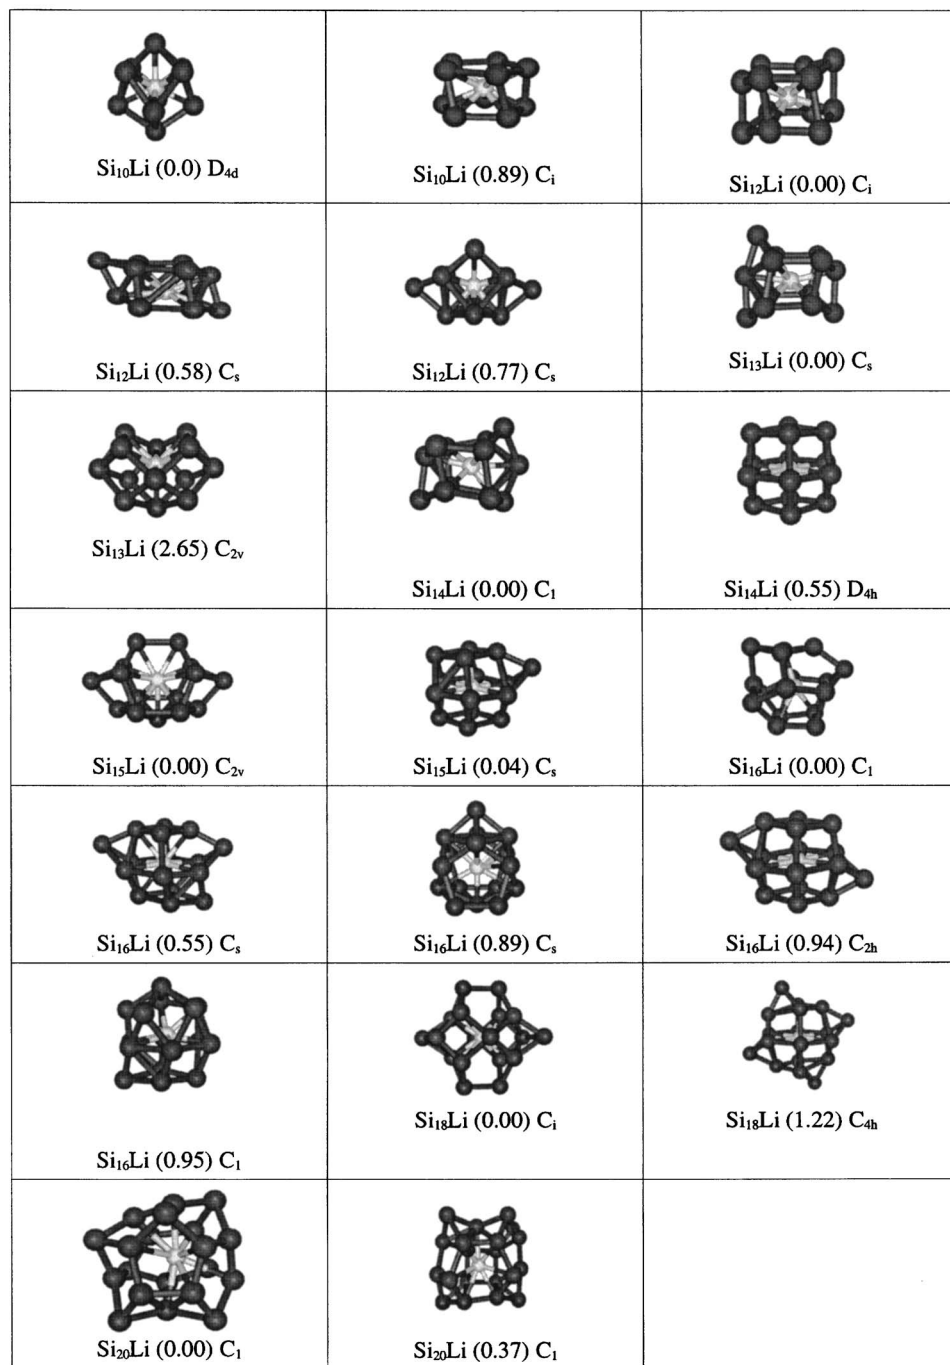 Si₁₀Li (0.0) D₄d
Si₁₀Li (0.89) Cᵢ
Si₁₂Li (0.00) Cᵢ
Si₁₂Li (0.58) Cₛ
Si₁₂Li (0.77) Cₛ
Si₁₃Li (0.00) Cₛ
Si₁₃Li (2.65) C₂ᵥ
Si₁₄Li (0.00) C₁
Si₁₄Li (0.55) D₄ₕ
Si₁₅Li (0.00) C₂ᵥ
Si₁₅Li (0.04) Cₛ
Si₁₆Li (0.00) C₁
Si₁₆Li (0.55) Cₛ
Si₁₆Li (0.89) Cₛ
Si₁₆Li (0.94) C₂ₕ
Si₁₆Li (0.95) C₁
Si₁₈Li (0.00) Cᵢ
Si₁₈Li (1.22) C₄ₕ
Si₂₀Li (0.00) C₁
Si₂₀Li (0.37) C₁